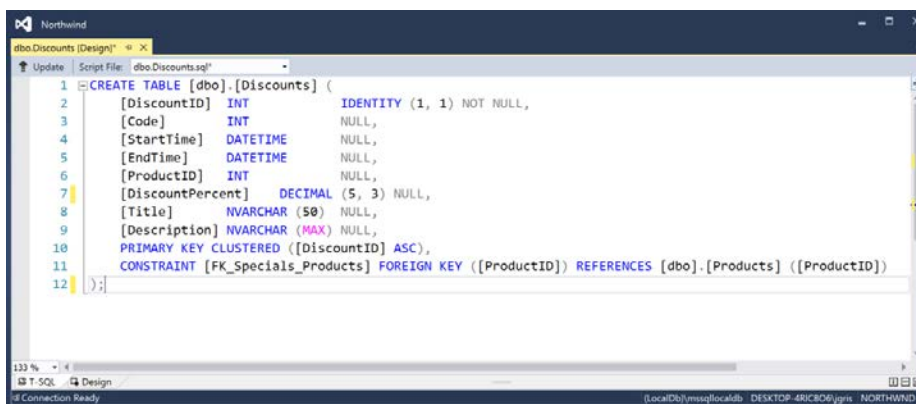 Northwind
dbo.Discounts [Design]*
Update Script File: dbo.Discounts.sql*
1 CREATE TABLE [dbo].[Discounts] (
2 [DiscountID] INT IDENTITY (1, 1) NOT NULL,
3 [Code] INT NULL,
4 [StartTime] DATETIME NULL,
5 [EndTime] DATETIME NULL,
6 [ProductID] INT NULL,
7 [DiscountPercent] DECIMAL (5, 3) NULL,
8 [Title] NVARCHAR (50) NULL,
9 [Description] NVARCHAR (MAX) NULL,
10 PRIMARY KEY CLUSTERED ([DiscountID] ASC),
11 CONSTRAINT [FK_Specials_Products] FOREIGN KEY ([ProductID]) REFERENCES [dbo].[Products] ([ProductID])
12 );
133 %
T-SQL Design
Connection Ready (LocalDb)\mssqllocaldb DESKTOP-4RICBO6\jgris NORTHWND